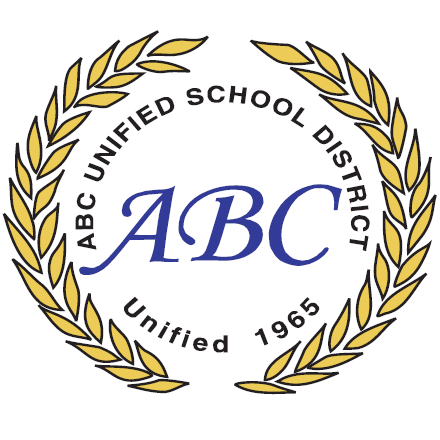 ABC UNIFIED SCHOOL DISTRICT
ABC
Unified 1965